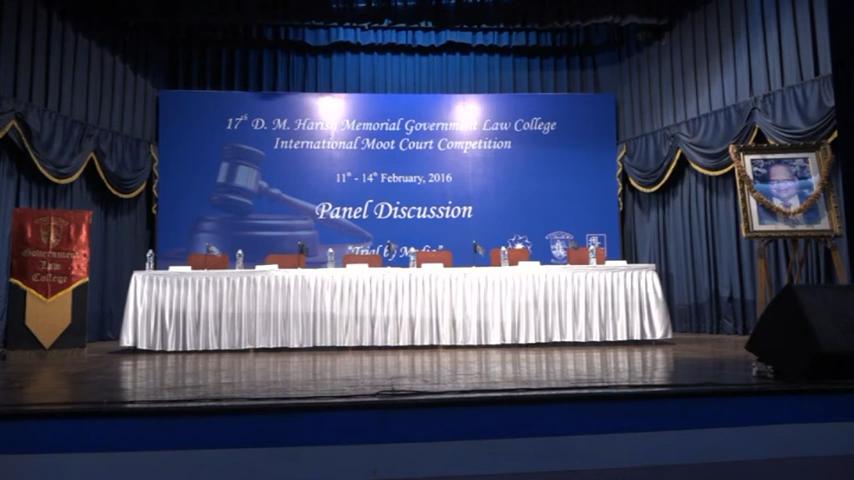 17th D. M. Harish Memorial Government Law College
International Moot Court Competition
11th - 14th February, 2016
Panel Discussion
"Trial by Media"
Government
Law
College